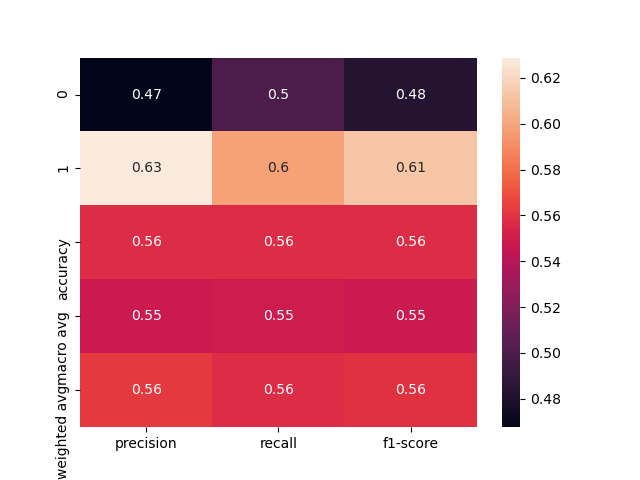 0 0.47 0.5 0.48
1 0.63 0.6 0.61
accuracy 0.56 0.56 0.56
macro avg 0.55 0.55 0.55
weighted avg 0.56 0.56 0.56
precision recall f1-score
0.62
0.60
0.58
0.56
0.54
0.52
0.50
0.48